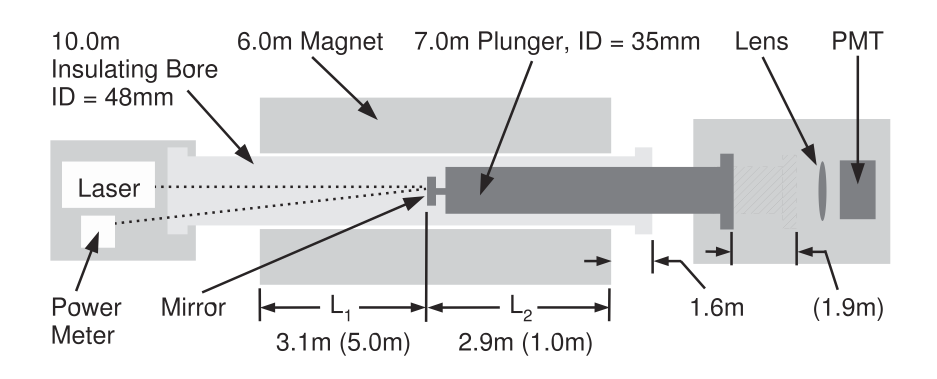 10.0m
Insulating Bore
ID = 48mm
6.0m Magnet
7.0m Plunger, ID = 35mm
Lens
PMT
Laser
Power
Meter
Mirror
L₁
3.1m (5.0m)
L₂
2.9m (1.0m)
1.6m
(1.9m)